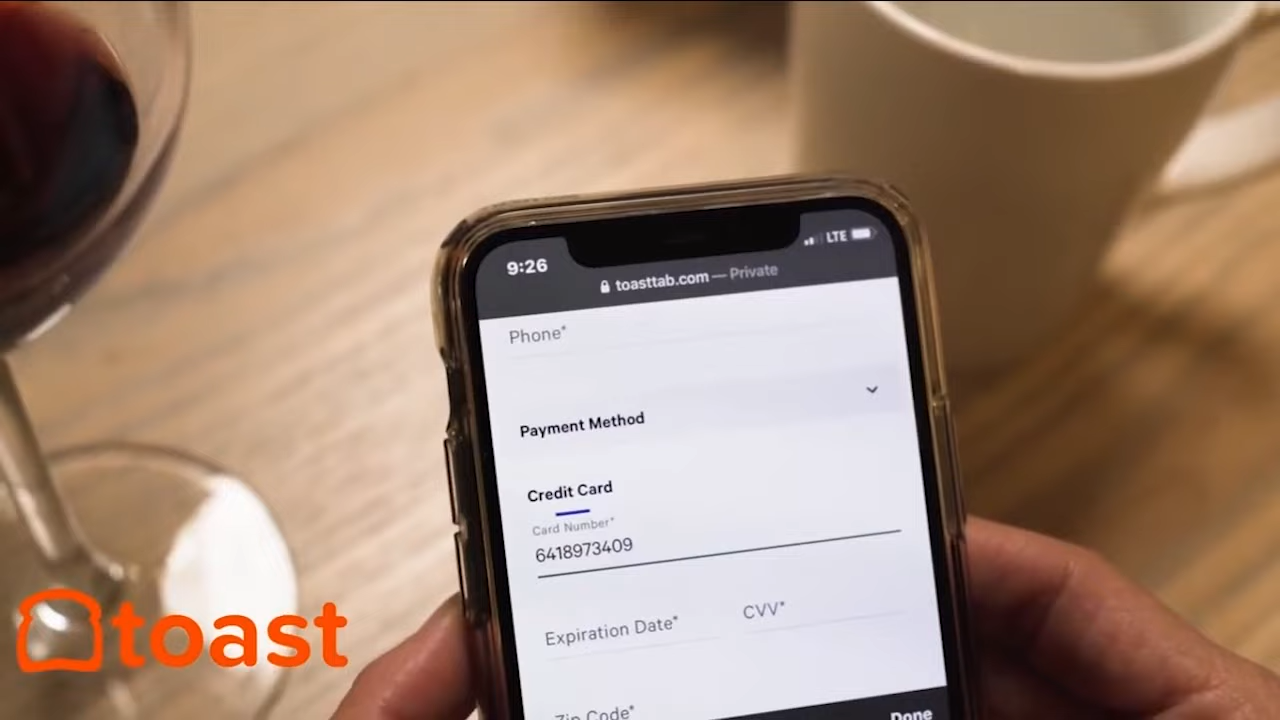 9:26
LTE
toasttab.com — Private
Phone*
Payment Method
Credit Card
Card Number*
6418973409
Expiration Date*
CVV*
Zip Code*
Done
toast